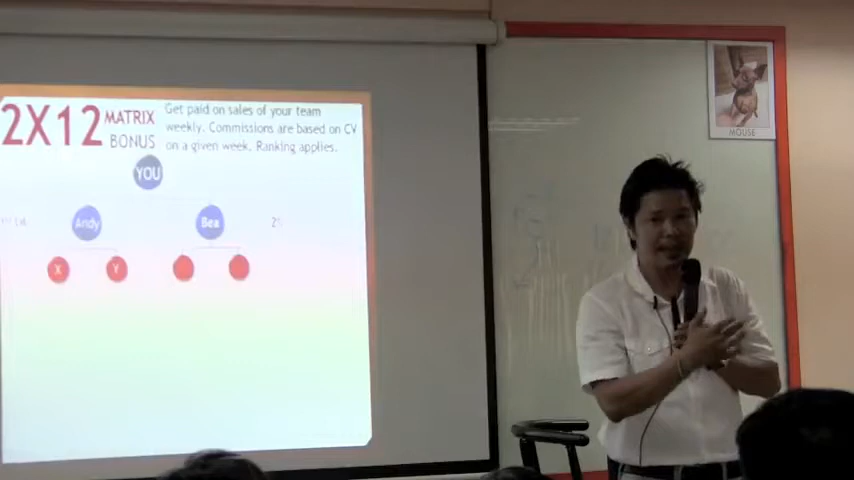 2X12 MATRIX BONUS
Get paid on sales of your team
weekly. Commissions are based on CV
on a given week. Ranking applies.
YOU
Andy
Bea
X
Y
MOUSE